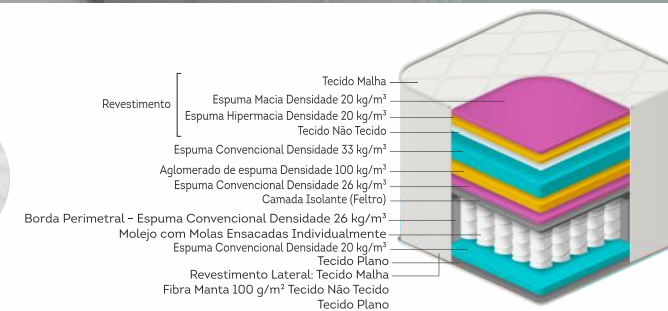 Tecido Malha
Revestimento
Espuma Macia Densidade 20 kg/m³
Espuma Hipermacia Densidade 20 kg/m³
Tecido Não Tecido
Espuma Convencional Densidade 33 kg/m³
Aglomerado de espuma Densidade 100 kg/m³
Espuma Convencional Densidade 26 kg/m³
Camada Isolante (Feltro)
Borda Perimetral – Espuma Convencional Densidade 26 kg/m³
Molejo com Molas Ensacadas Individualmente
Espuma Convencional Densidade 20 kg/m³
Tecido Plano
Revestimento Lateral: Tecido Malha
Fibra Manta 100 g/m² Tecido Não Tecido
Tecido Plano